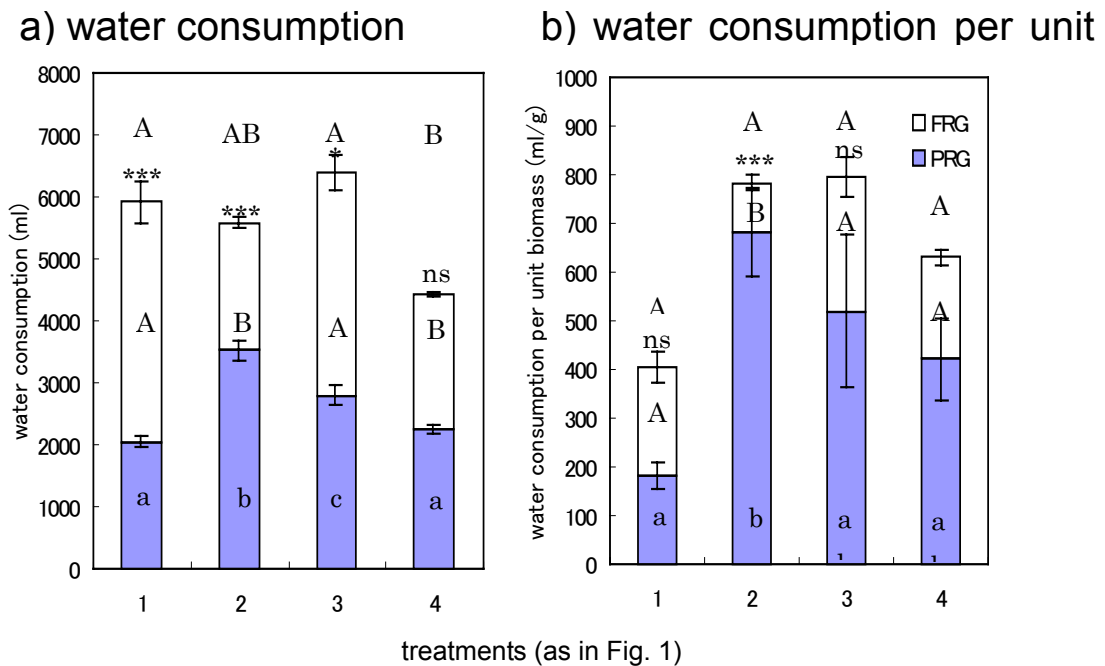 a) water consumption
b) water consumption per unit
water consumption (ml)
8000
7000
6000
5000
4000
3000
2000
1000
0
A
AB
A
B
***
***
*
ns
A
B
A
B
a
b
c
a
1
2
3
4
water consumption per unit biomass (ml/g)
1000
900
800
700
600
500
400
300
200
100
0
FRG
PRG
A
A
A
A
ns
***
ns
A
B
A
A
a
b
a
a
1
2
3
4
treatments (as in Fig. 1)